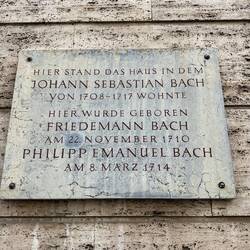 HIER STAND DAS HAUS IN DEM
JOHANN SEBASTIAN BACH
VON 1708-1717 WOHNTE
HIER WURDE GEBOREN
FRIEDEMANN BACH
AM 22. NOVEMBER 1710
PHILIPP EMANUEL BACH
AM 8. MÄRZ 1714